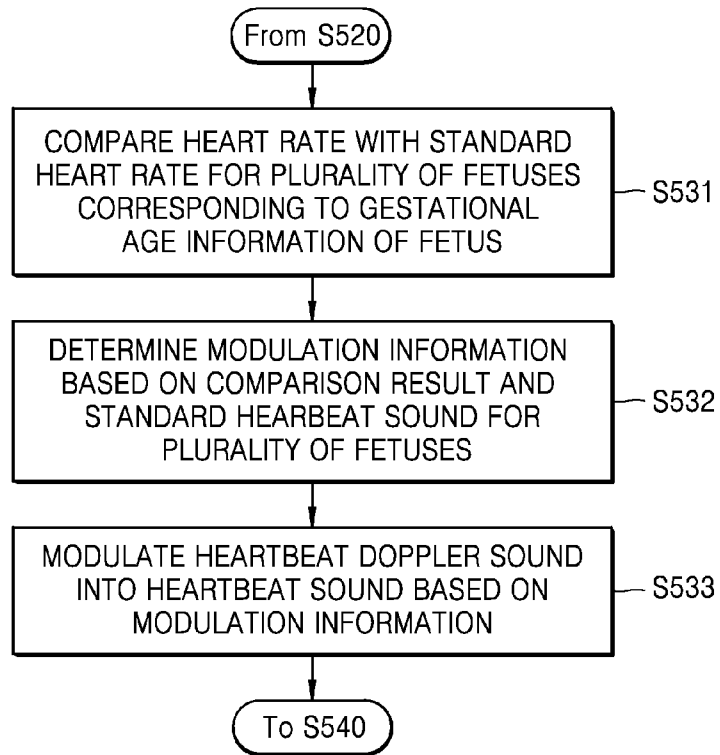 From S520
COMPARE HEART RATE WITH STANDARD
HEART RATE FOR PLURALITY OF FETUSES
CORRESPONDING TO GESTATIONAL
AGE INFORMATION OF FETUS
S531
DETERMINE MODULATION INFORMATION
BASED ON COMPARISON RESULT AND
STANDARD HEARBEAT SOUND FOR
PLURALITY OF FETUSES
S532
MODULATE HEARTBEAT DOPPLER SOUND
INTO HEARTBEAT SOUND BASED ON
MODULATION INFORMATION
S533
To S540